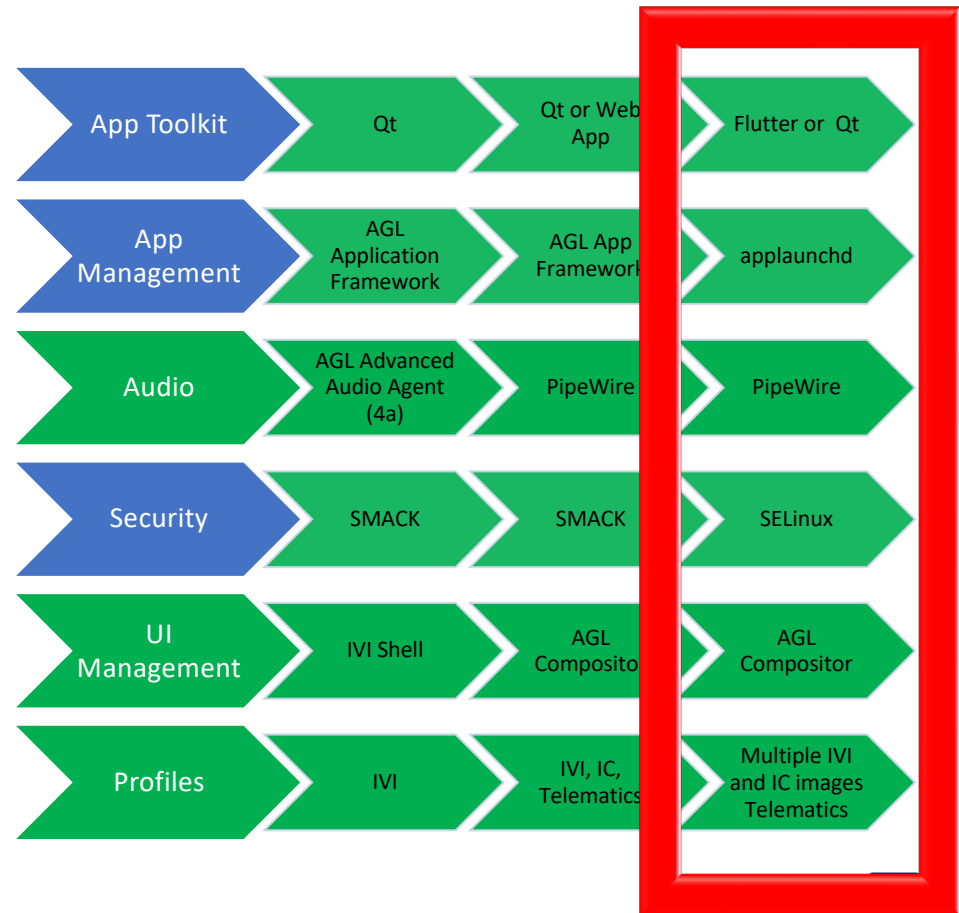 App Toolkit
Qt
Qt or Web
App
Flutter or Qt
App
Management
AGL
Application
Framework
AGL App
Framework
applaunchd
Audio
AGL Advanced
Audio Agent
(4a)
PipeWire
PipeWire
Security
SMACK
SMACK
SELinux
UI
Management
IVI Shell
AGL
Compositor
AGL
Compositor
Profiles
IVI
IVI, IC,
Telematics
Multiple IVI
and IC images
Telematics